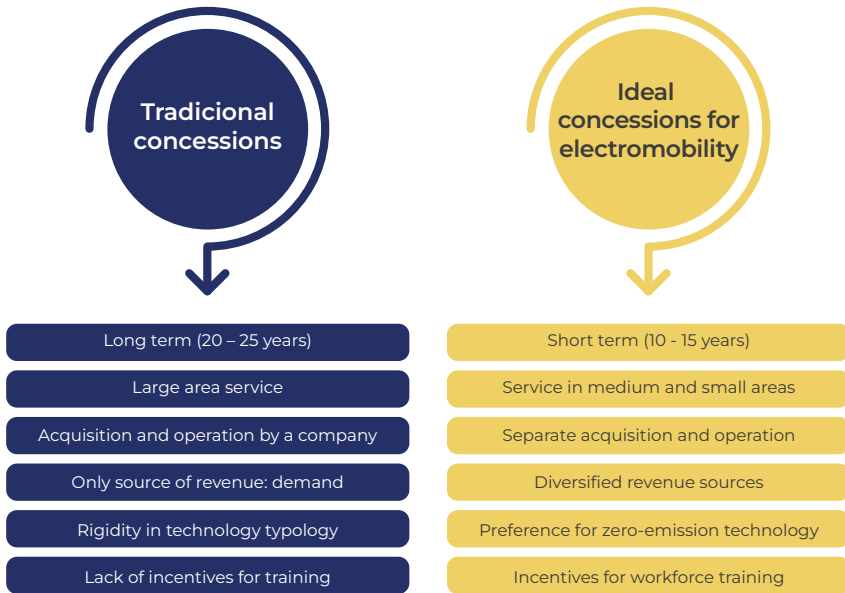 Tradicional
concessions
Long term (20 – 25 years)
Large area service
Acquisition and operation by a company
Only source of revenue: demand
Rigidity in technology typology
Lack of incentives for training
Ideal
concessions for
electromobility
Short term (10 - 15 years)
Service in medium and small areas
Separate acquisition and operation
Diversified revenue sources
Preference for zero-emission technology
Incentives for workforce training